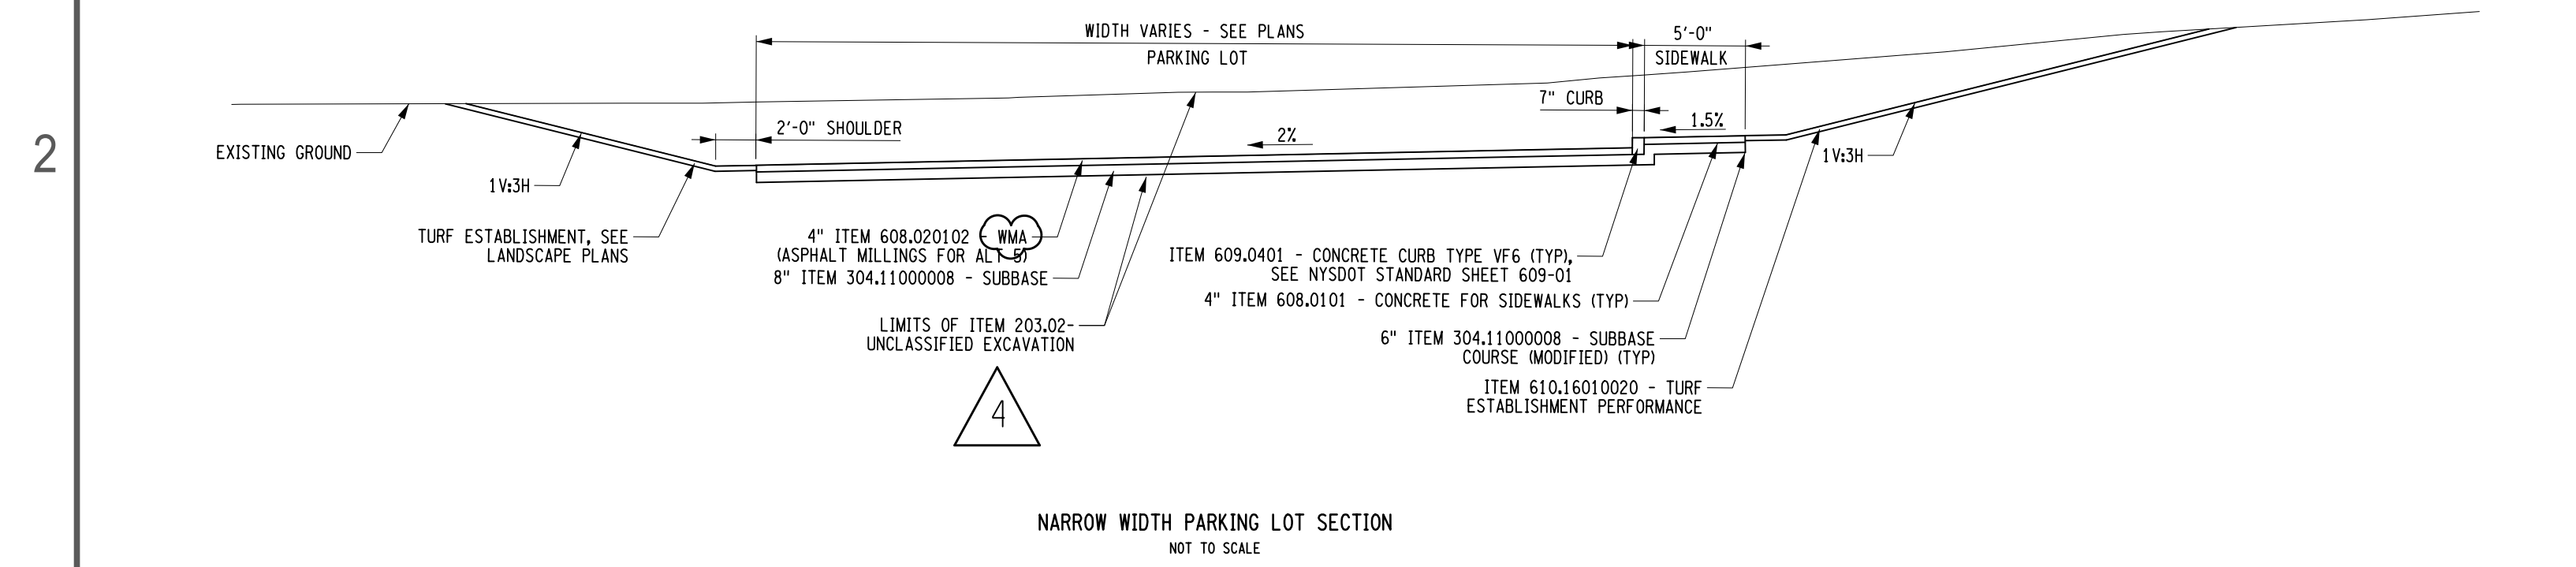 WIDTH VARIES - SEE PLANS
PARKING LOT
5'-0"
SIDEWALK
7" CURB
2'-0" SHOULDER
2%
1.5%
2
EXISTING GROUND
1V:3H
1V:3H
TURF ESTABLISHMENT, SEE
LANDSCAPE PLANS
4" ITEM 608.020102 - WMA
(ASPHALT MILLINGS FOR ALT 5)
8" ITEM 304.11000008 - SUBBASE
LIMITS OF ITEM 203.02-
UNCLASSIFIED EXCAVATION
ITEM 609.0401 - CONCRETE CURB TYPE VF6 (TYP),
SEE NYSDOT STANDARD SHEET 609-01
4" ITEM 608.0101 - CONCRETE FOR SIDEWALKS (TYP)
6" ITEM 304.11000008 - SUBBASE
COURSE (MODIFIED) (TYP)
ITEM 610.16010020 - TURF
ESTABLISHMENT PERFORMANCE
4
NARROW WIDTH PARKING LOT SECTION
NOT TO SCALE